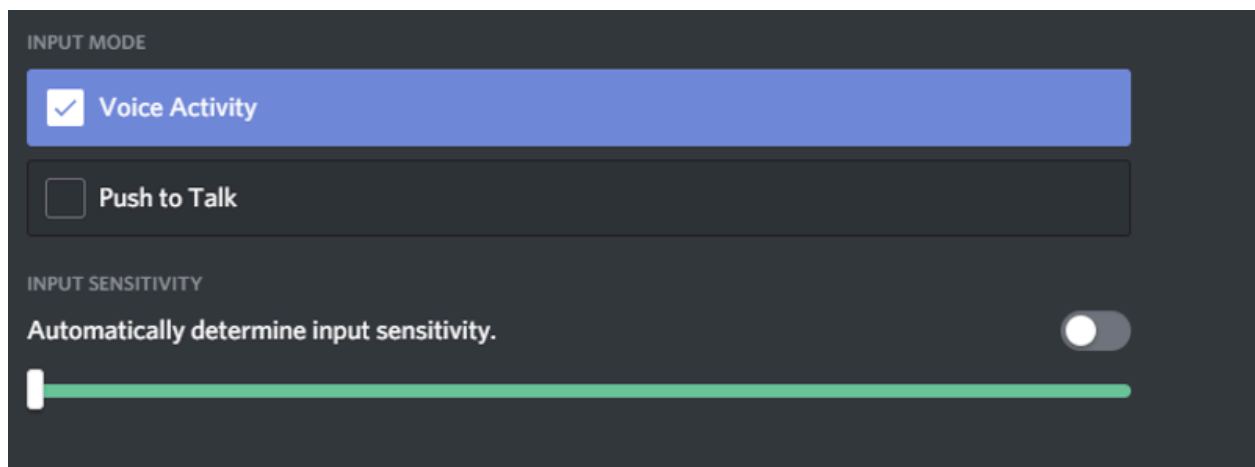 INPUT MODE
Voice Activity
Push to Talk
INPUT SENSITIVITY
Automatically determine input sensitivity.